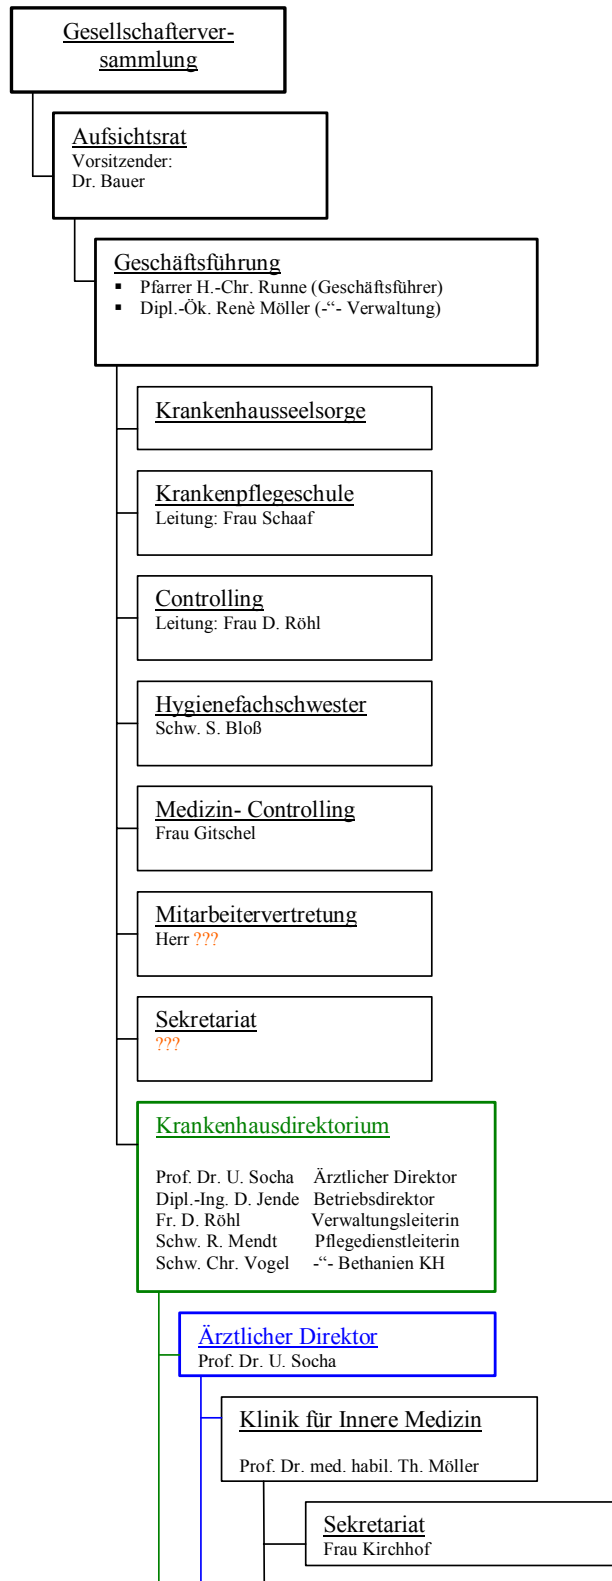 Gesellschafterver-
sammlung
Aufsichtsrat
Vorsitzender:
Dr. Bauer
Geschäftsführung
▪ Pfarrer H.-Chr. Runne (Geschäftsführer)
▪ Dipl.-Ök. Renè Möller (-“- Verwaltung)
Krankenhausseelsorge
Krankenpflegeschule
Leitung: Frau Schaaf
Controlling
Leitung: Frau D. Röhl
Hygienefachschwester
Schw. S. Bloß
Medizin- Controlling
Frau Gitschel
Mitarbeitervertretung
Herr ???
Sekretariat
???
Krankenhausdirektorium
Prof. Dr. U. Socha Ärztlicher Direktor
Dipl.-Ing. D. Jende Betriebsdirektor
Fr. D. Röhl Verwaltungsleiterin
Schw. R. Mendt Pflegedienstleiterin
Schw. Chr. Vogel -“- Bethanien KH
Ärztlicher Direktor
Prof. Dr. U. Socha
Klinik für Innere Medizin
Prof. Dr. med. habil. Th. Möller
Sekretariat
Frau Kirchhof